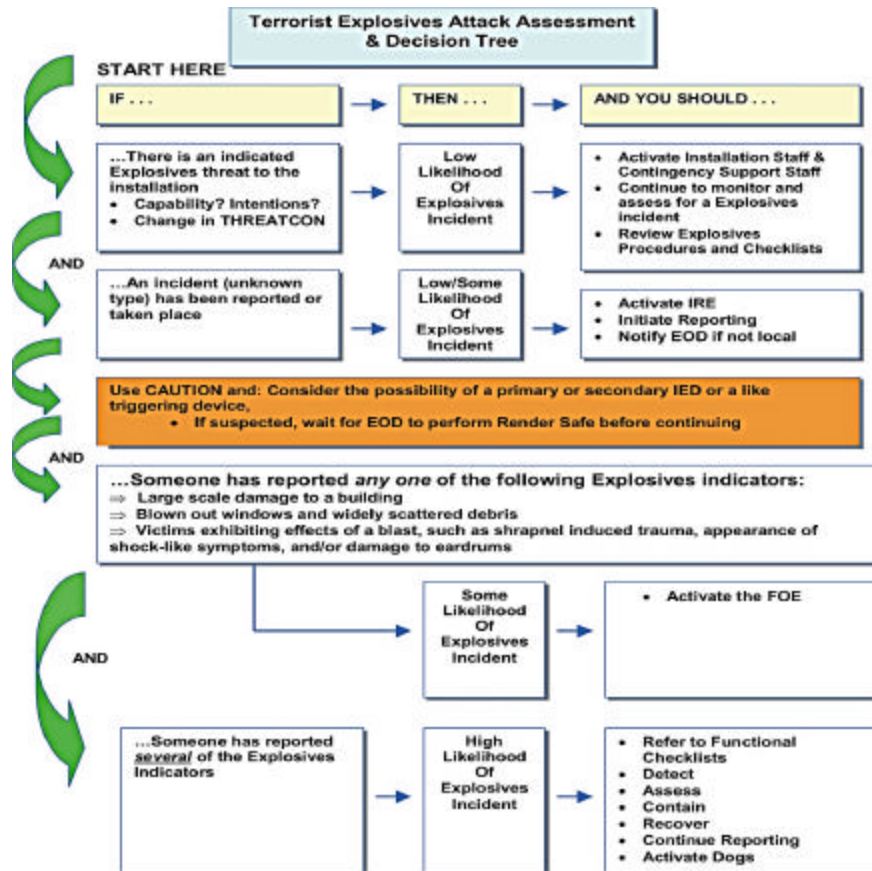 Terrorist Explosives Attack Assessment
& Decision Tree
START HERE
IF . . .
THEN . . .
AND YOU SHOULD . . .
...There is an indicated
Explosives threat to the
installation
• Capability? Intentions?
• Change in THREATCON
Low
Likelihood
Of
Explosives
Incident
• Activate Installation Staff &
Contingency Support Staff
• Continue to monitor and
assess for a Explosives
incident
• Review Explosives
Procedures and Checklists
AND
...An incident (unknown
type) has been reported or
taken place
Low/Some
Likelihood
Of
Explosives
Incident
• Activate IRE
• Initiate Reporting
• Notify EOD if not local
Use CAUTION and: Consider the possibility of a primary or secondary IED or a like
triggering device,
• If suspected, wait for EOD to perform Render Safe before continuing
AND
...Someone has reported any one of the following Explosives indicators:
⇒ Large scale damage to a building
⇒ Blown out windows and widely scattered debris
⇒ Victims exhibiting effects of a blast, such as shrapnel induced trauma, appearance of
shock-like symptoms, and/or damage to eardrums
Some
Likelihood
Of
Explosives
Incident
• Activate the FOE
AND
...Someone has reported
several of the Explosives
Indicators
High
Likelihood
Of
Explosives
Incident
• Refer to Functional
Checklists
• Detect
• Assess
• Contain
• Recover
• Continue Reporting
• Activate Dogs